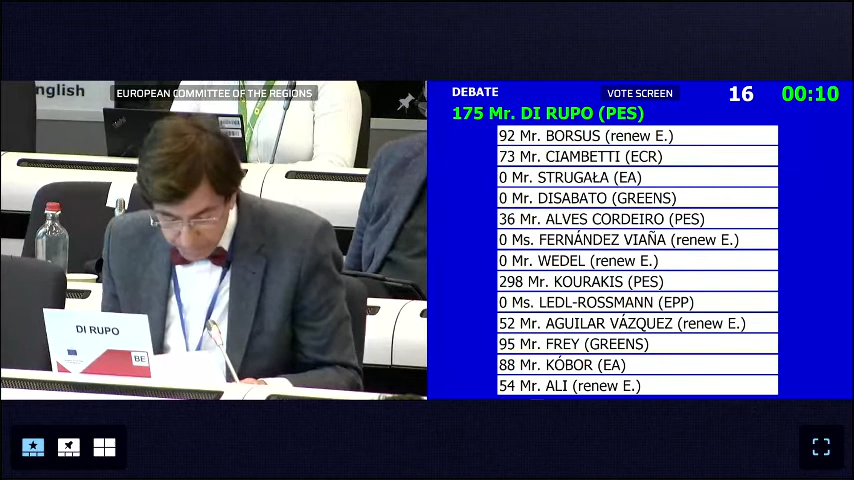 nglish
EUROPEAN COMMITTEE OF THE REGIONS
DI RUPO
BE
DEBATE
VOTE SCREEN
16
00:10
175 Mr. DI RUPO (PES)
92 Mr. BORSUS (renew E.)
73 Mr. CIAMBETTI (ECR)
0 Mr. STRUGAŁA (EA)
0 Mr. DISABATO (GREENS)
36 Mr. ALVES CORDEIRO (PES)
0 Ms. FERNÁNDEZ VIAÑA (renew E.)
0 Mr. WEDEL (renew E.)
298 Mr. KOURAKIS (PES)
0 Ms. LEDL-ROSSMANN (EPP)
52 Mr. AGUILAR VÁZQUEZ (renew E.)
95 Mr. FREY (GREENS)
88 Mr. KÓBOR (EA)
54 Mr. ALI (renew E.)